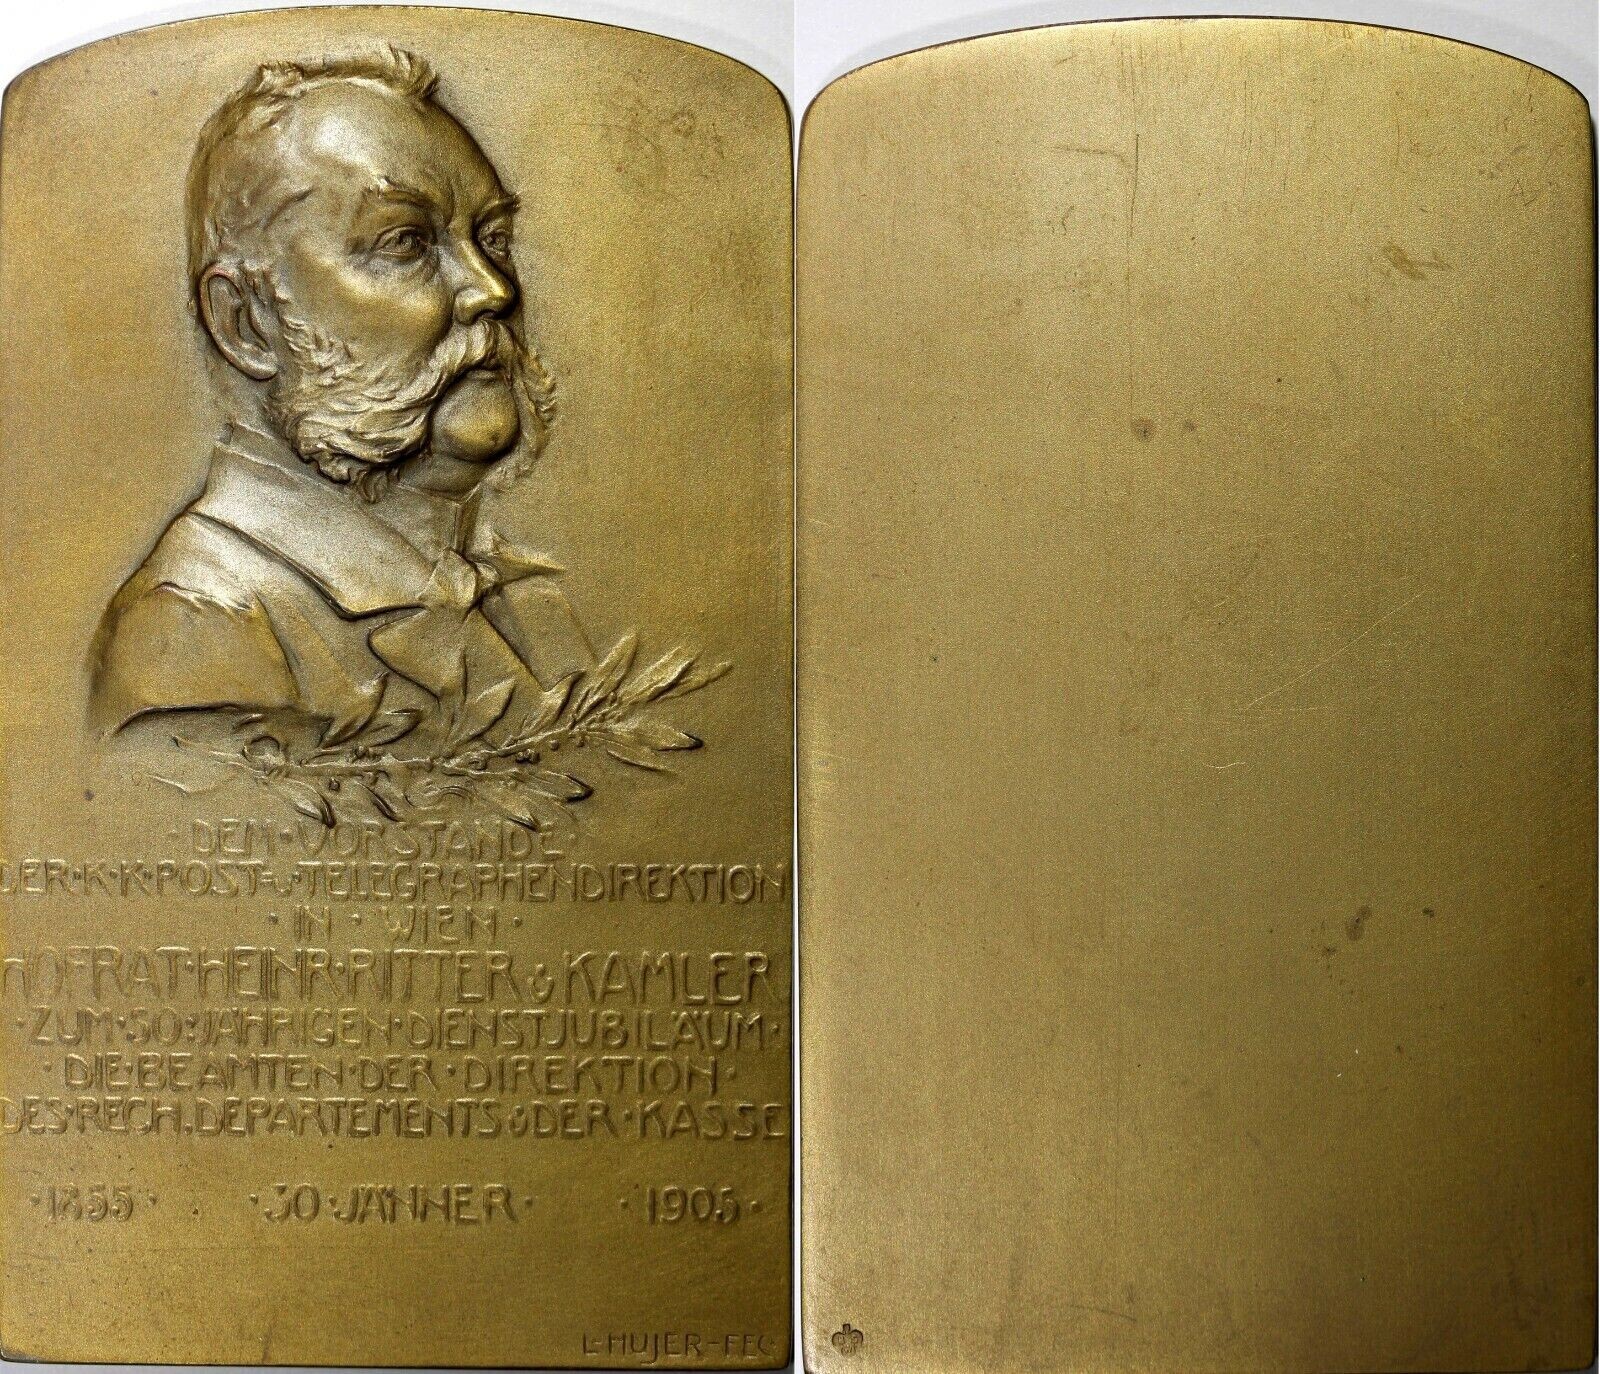 ·DEM·VORSTANDE·
DER·K·K·POST=U·TELEGRAPHENDIREKTION
·IN·WIEN·
HOFRAT·HEINR·RITTER V KAMLER
·ZUM·50·JÄHRIGEN·DIENSTJUBILÄUM·
·DIE·BEAMTEN·DER·DIREKTION·
DES·RECH.DEPARTEMENTS U DER·KASSE
·1855· ·30·JÄNNER· ·1905·
L-HUJER-FEC